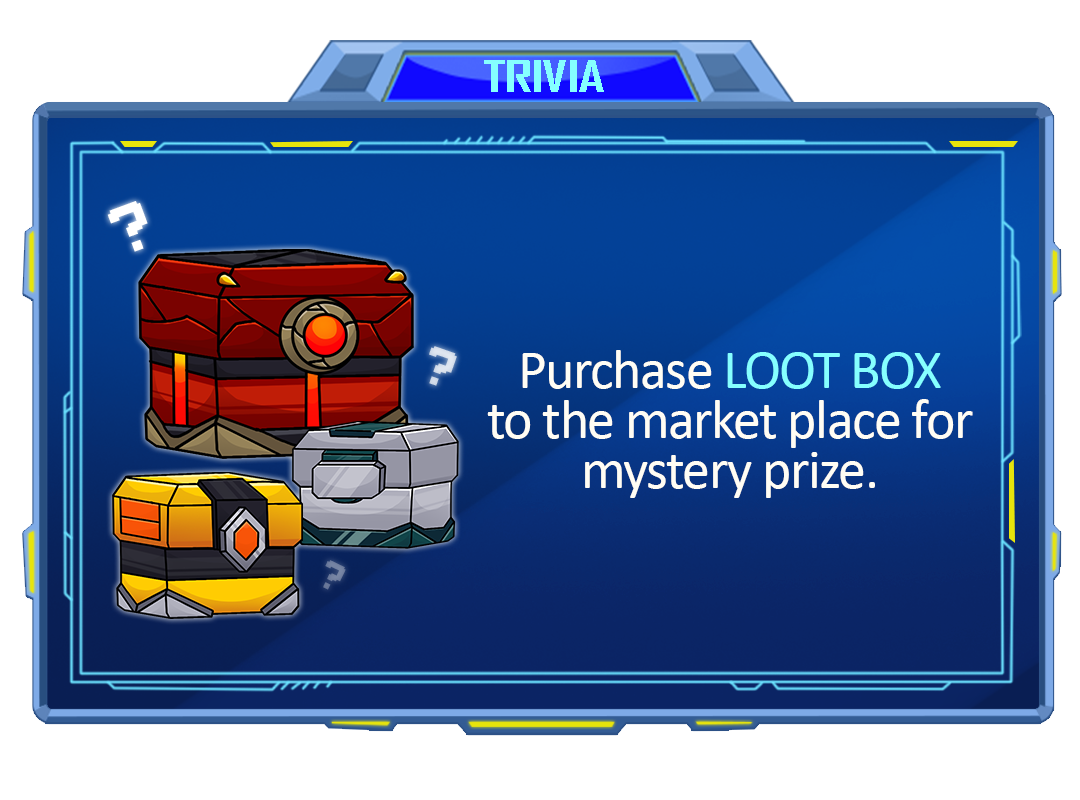 TRIVIA
?
?
Purchase LOOT BOX
to the market place for
mystery prize.
?